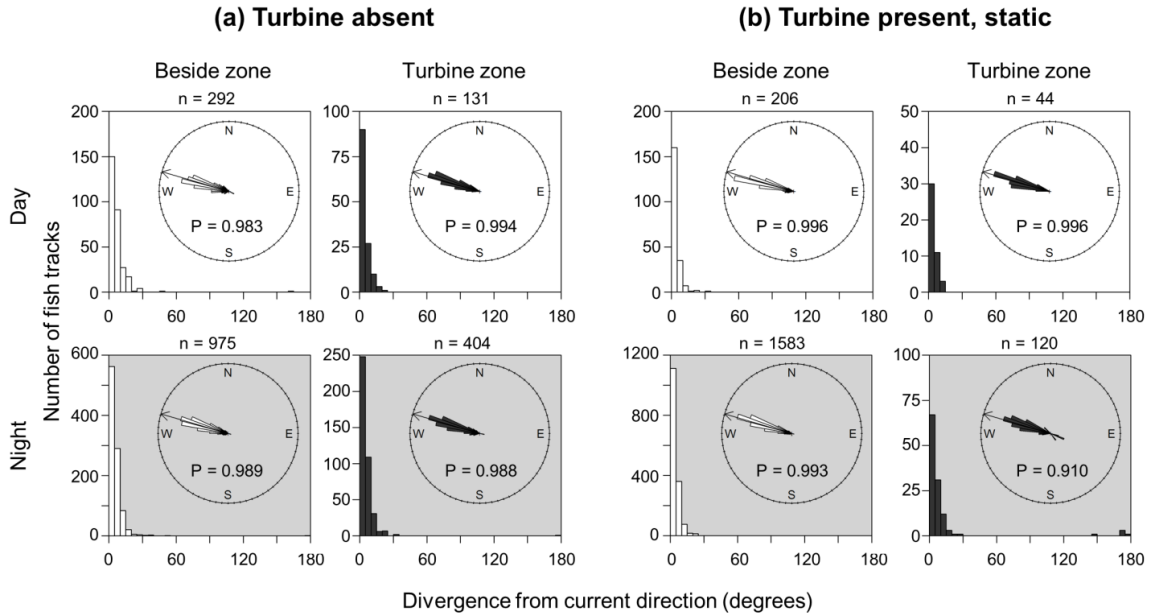 (a) Turbine absent
(b) Turbine present, static
Beside zone
Turbine zone
Beside zone
Turbine zone
n = 292
n = 131
n = 206
n = 44
Day
Night
Number of fish tracks
200
150
100
50
0
N
W
E
S
P = 0.983
0 60 120 180
100
75
50
25
0
N
W
E
S
P = 0.994
0 60 120 180
200
150
100
50
0
N
W
E
S
P = 0.996
0 60 120 180
50
40
30
20
10
0
N
W
E
S
P = 0.996
0 60 120 180
n = 975
n = 404
n = 1583
n = 120
600
400
200
0
N
W
E
S
P = 0.989
0 60 120 180
250
200
150
100
50
0
N
W
E
S
P = 0.988
0 60 120 180
1200
800
400
0
N
W
E
S
P = 0.993
0 60 120 180
100
75
50
25
0
N
W
E
S
P = 0.910
0 60 120 180
Divergence from current direction (degrees)